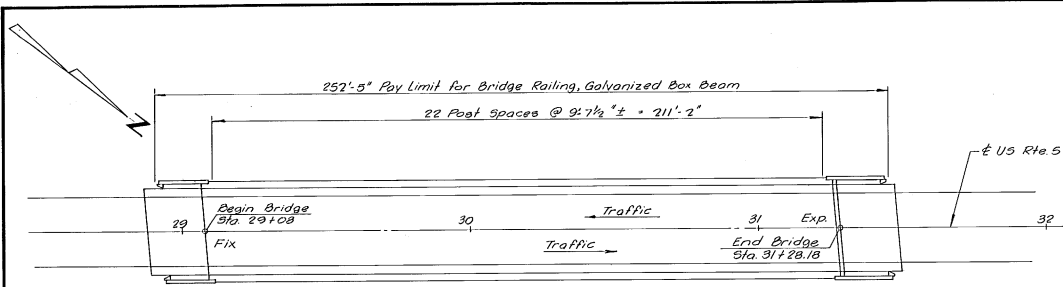 252'-5" Pay Limit for Bridge Railing, Galvanized Box Beam
22 Post Spaces @ 9'-7½"± = 211'-2"
N
℄ US Rte. 5
29
Begin Bridge
Sta. 29+08
Fix
30
Traffic
Traffic
31
Exp.
End Bridge
Sta. 31+28.18
32